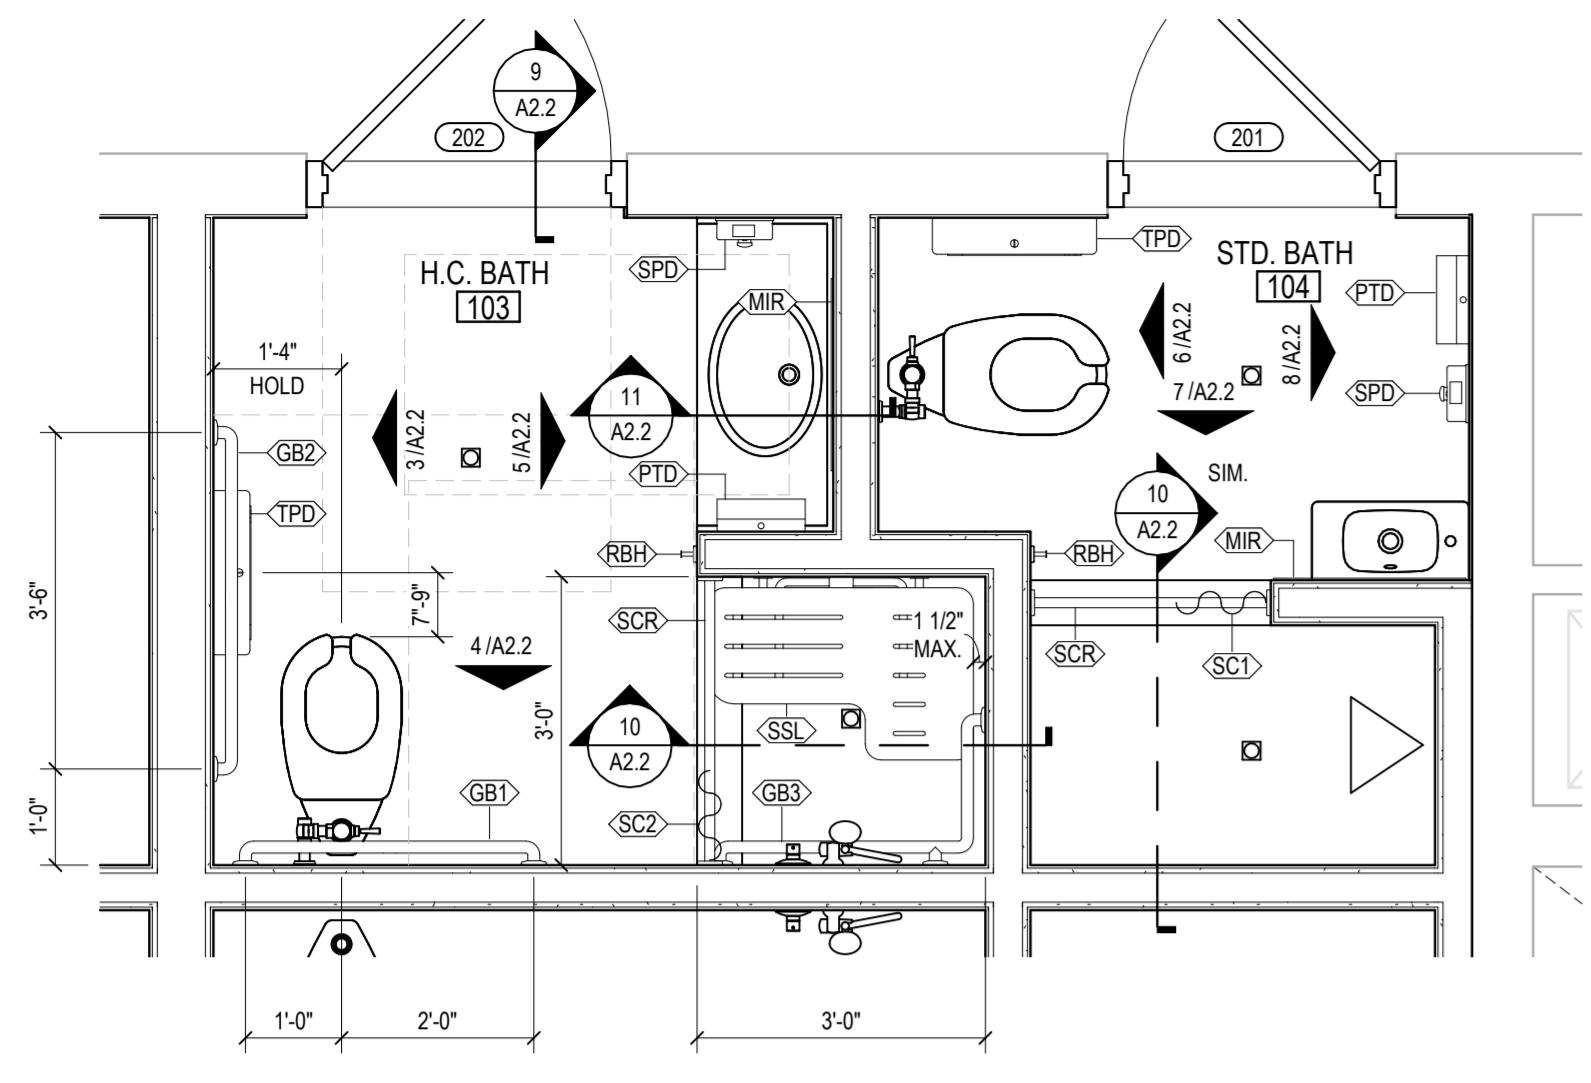 9
A2.2
202
201
H.C. BATH
103
SPD
MIR
TPD
STD. BATH
104
PTD
SPD
1'-4"
HOLD
GB2
TPD
3 /A2.2
5 /A2.2
11
A2.2
PTD
RBH
6 /A2.2
7 /A2.2
8 /A2.2
10
A2.2
SIM.
MIR
RBH
3'-6"
7"-9"
4 /A2.2
3'-0"
SCR
1 1/2"
MAX.
SSL
SCR
SC1
10
A2.2
GB1
SC2
GB3
1'-0"
1'-0"
2'-0"
3'-0"